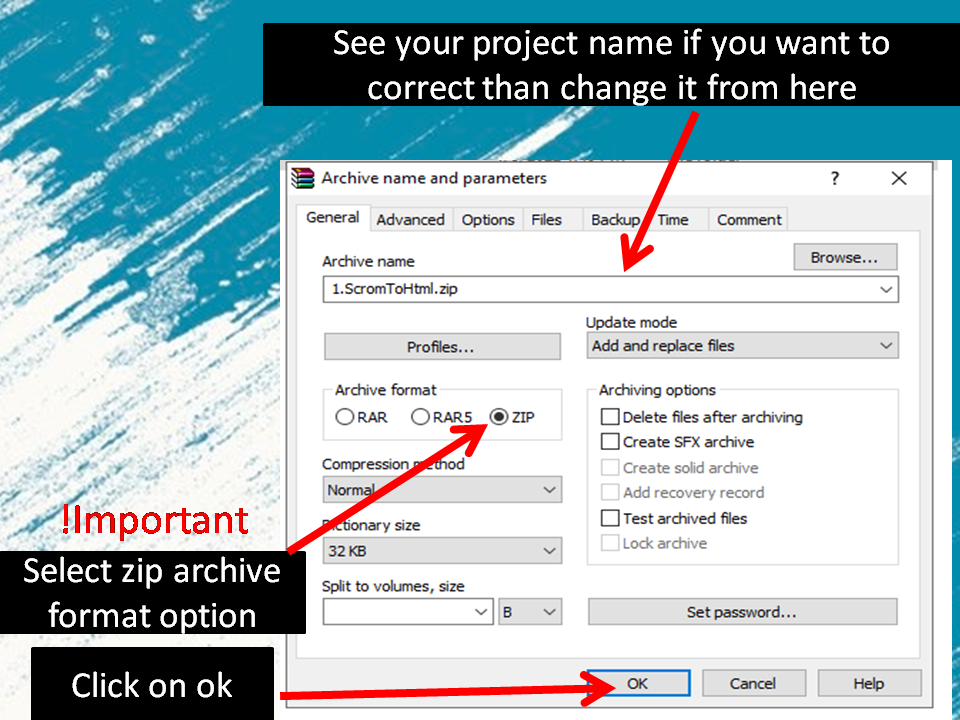 See your project name if you want to
correct than change it from here
Archive name and parameters
?
General Advanced Options Files Backup Time Comment
Archive name
Browse...
1.ScromToHtml.zip
Update mode
Profiles...
Add and replace files
Archive format
RAR RAR5 ZIP
Archiving options
Delete files after archiving
Create SFX archive
Create solid archive
Add recovery record
Test archived files
Lock archive
Compression method
Normal
Dictionary size
32 KB
Split to volumes, size
B
Set password...
!Important
Select zip archive
format option
Click on ok
OK Cancel Help